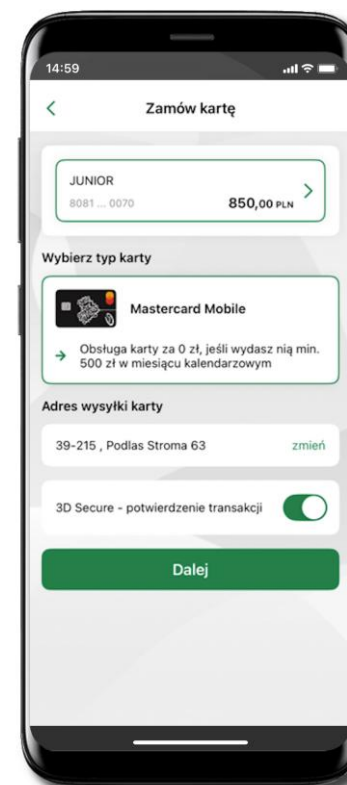 14:59
Zamów kartę
JUNIOR
8081 ... 0070
850,00 PLN
Wybierz typ karty
Mastercard Mobile
Obsługa karty za 0 zł, jeśli wydasz nią min.
500 zł w miesiącu kalendarzowym
Adres wysyłki karty
39-215 , Podlas Stroma 63
zmień
3D Secure - potwierdzenie transakcji
Dalej